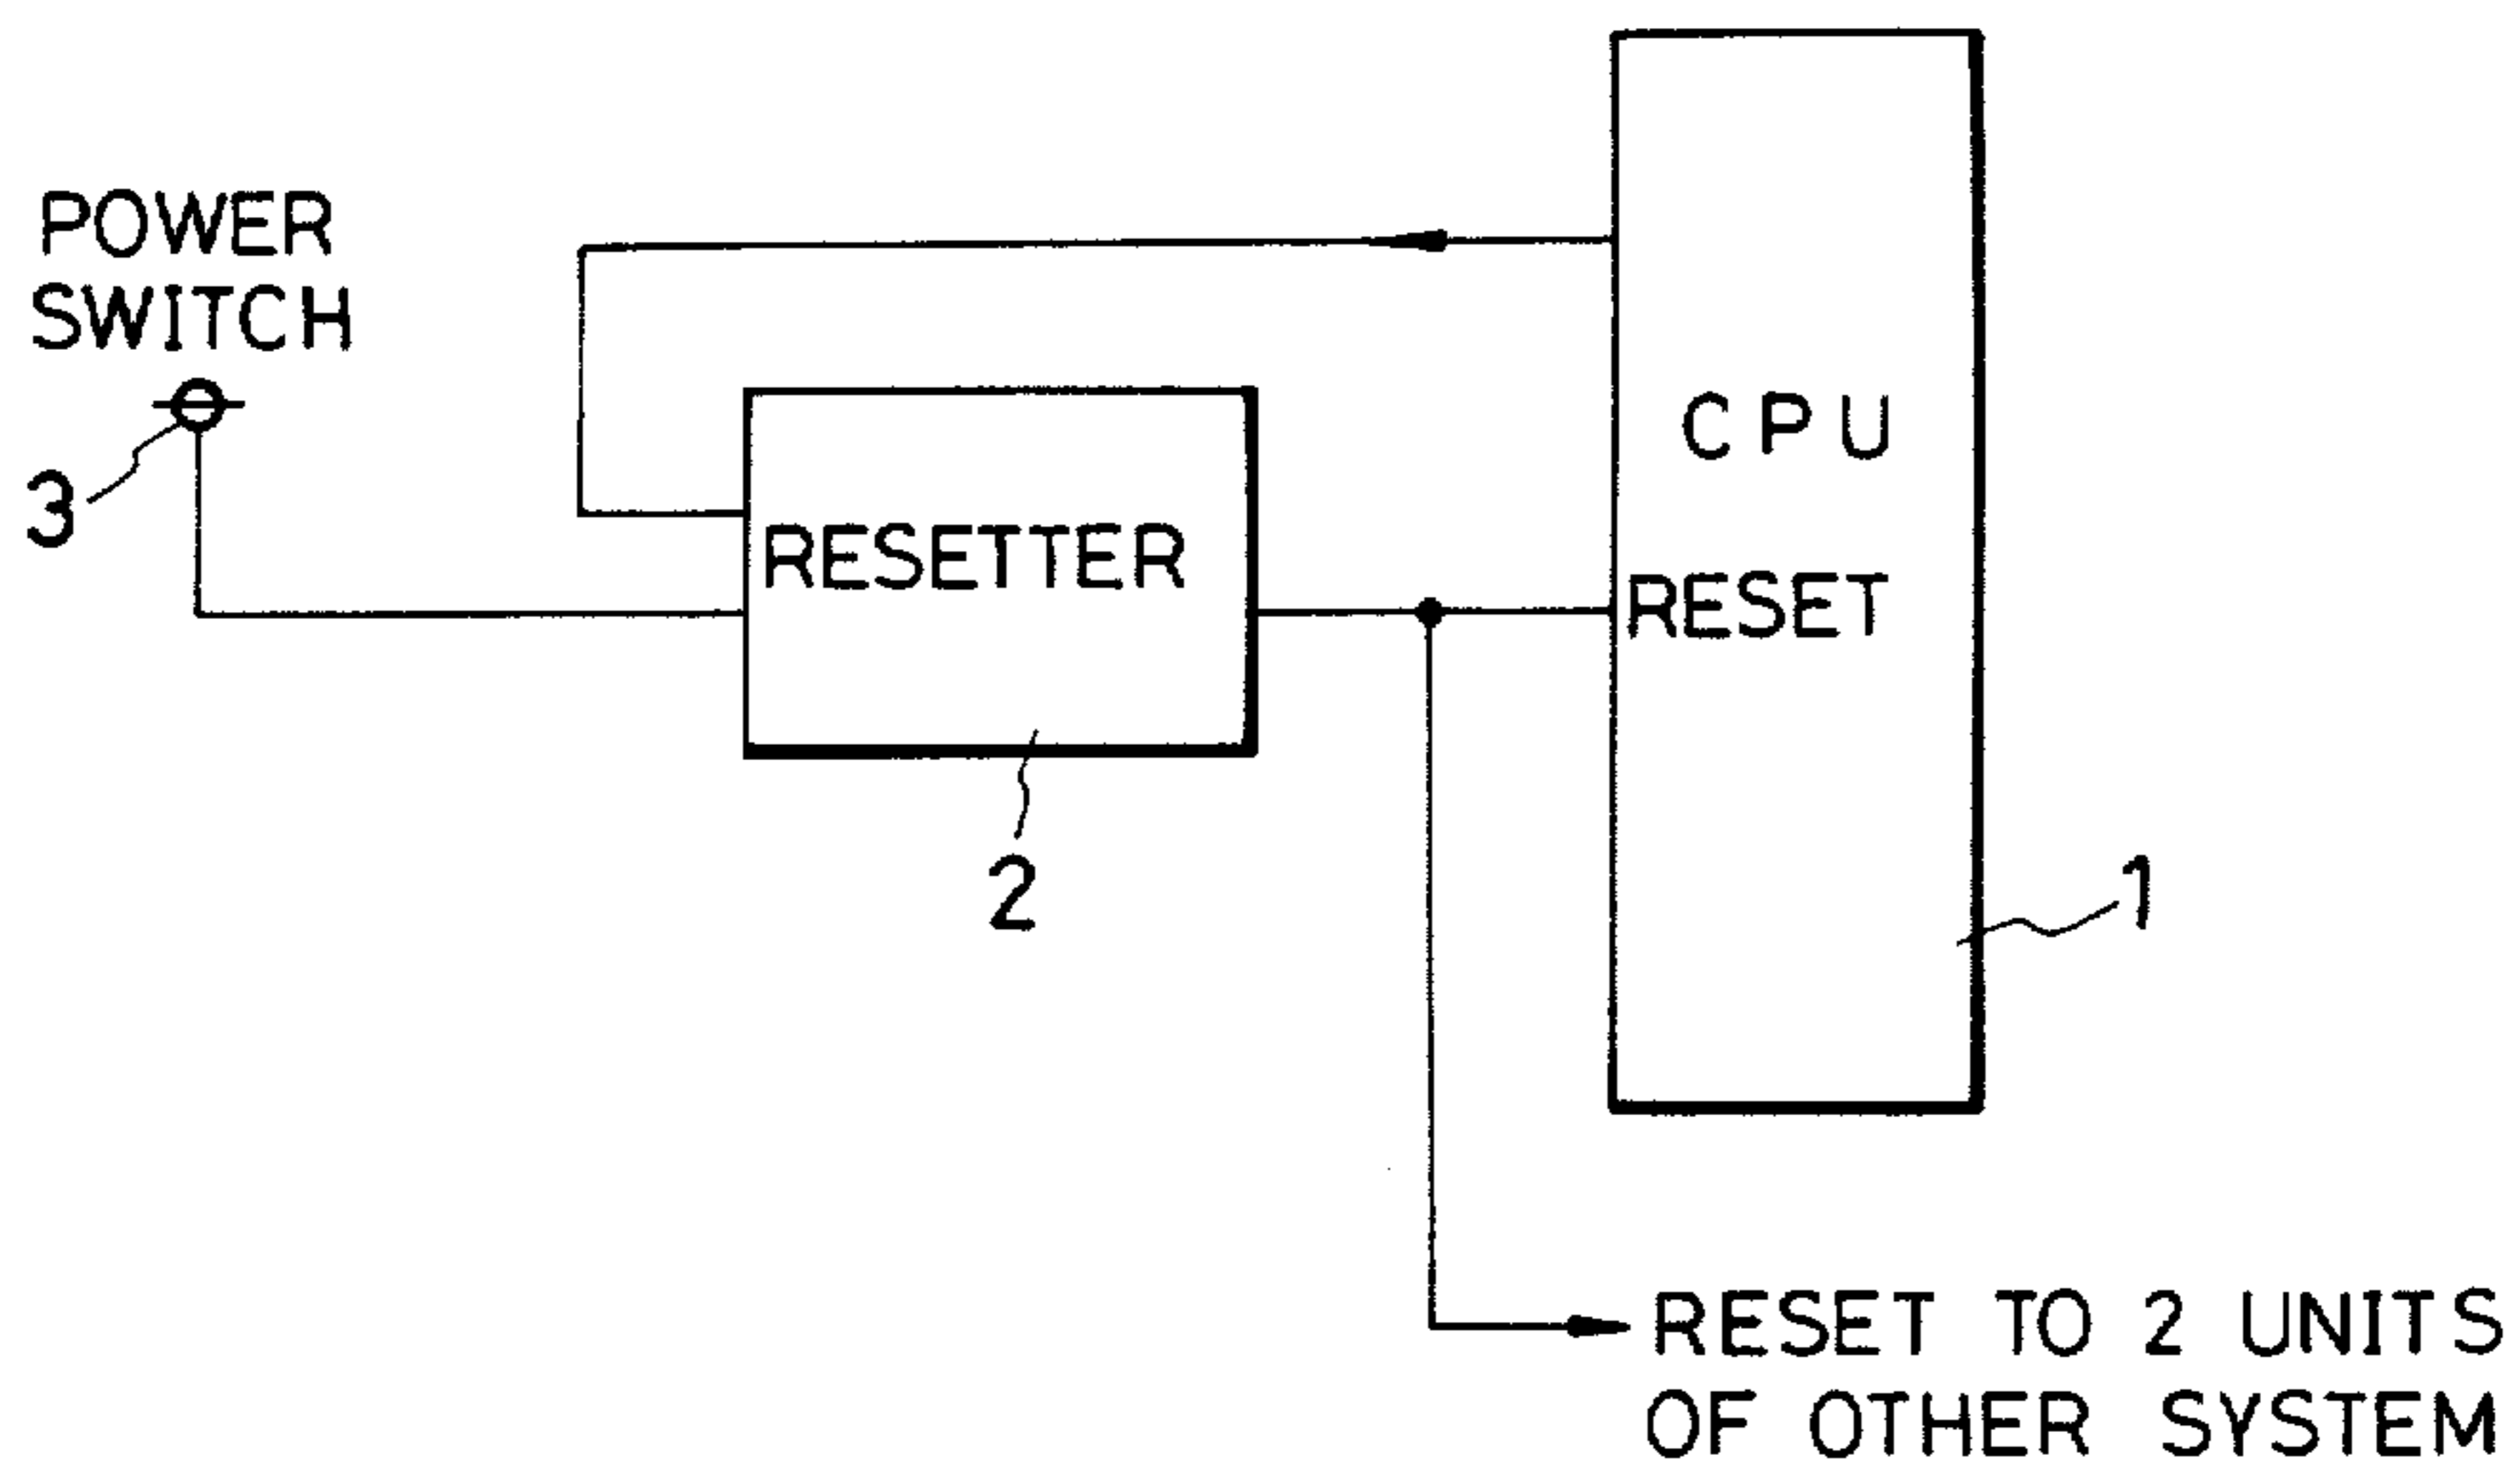 POWER
SWITCH
3
RESETTER
2
CPU
RESET
1
RESET TO 2 UNITS
OF OTHER SYSTEM